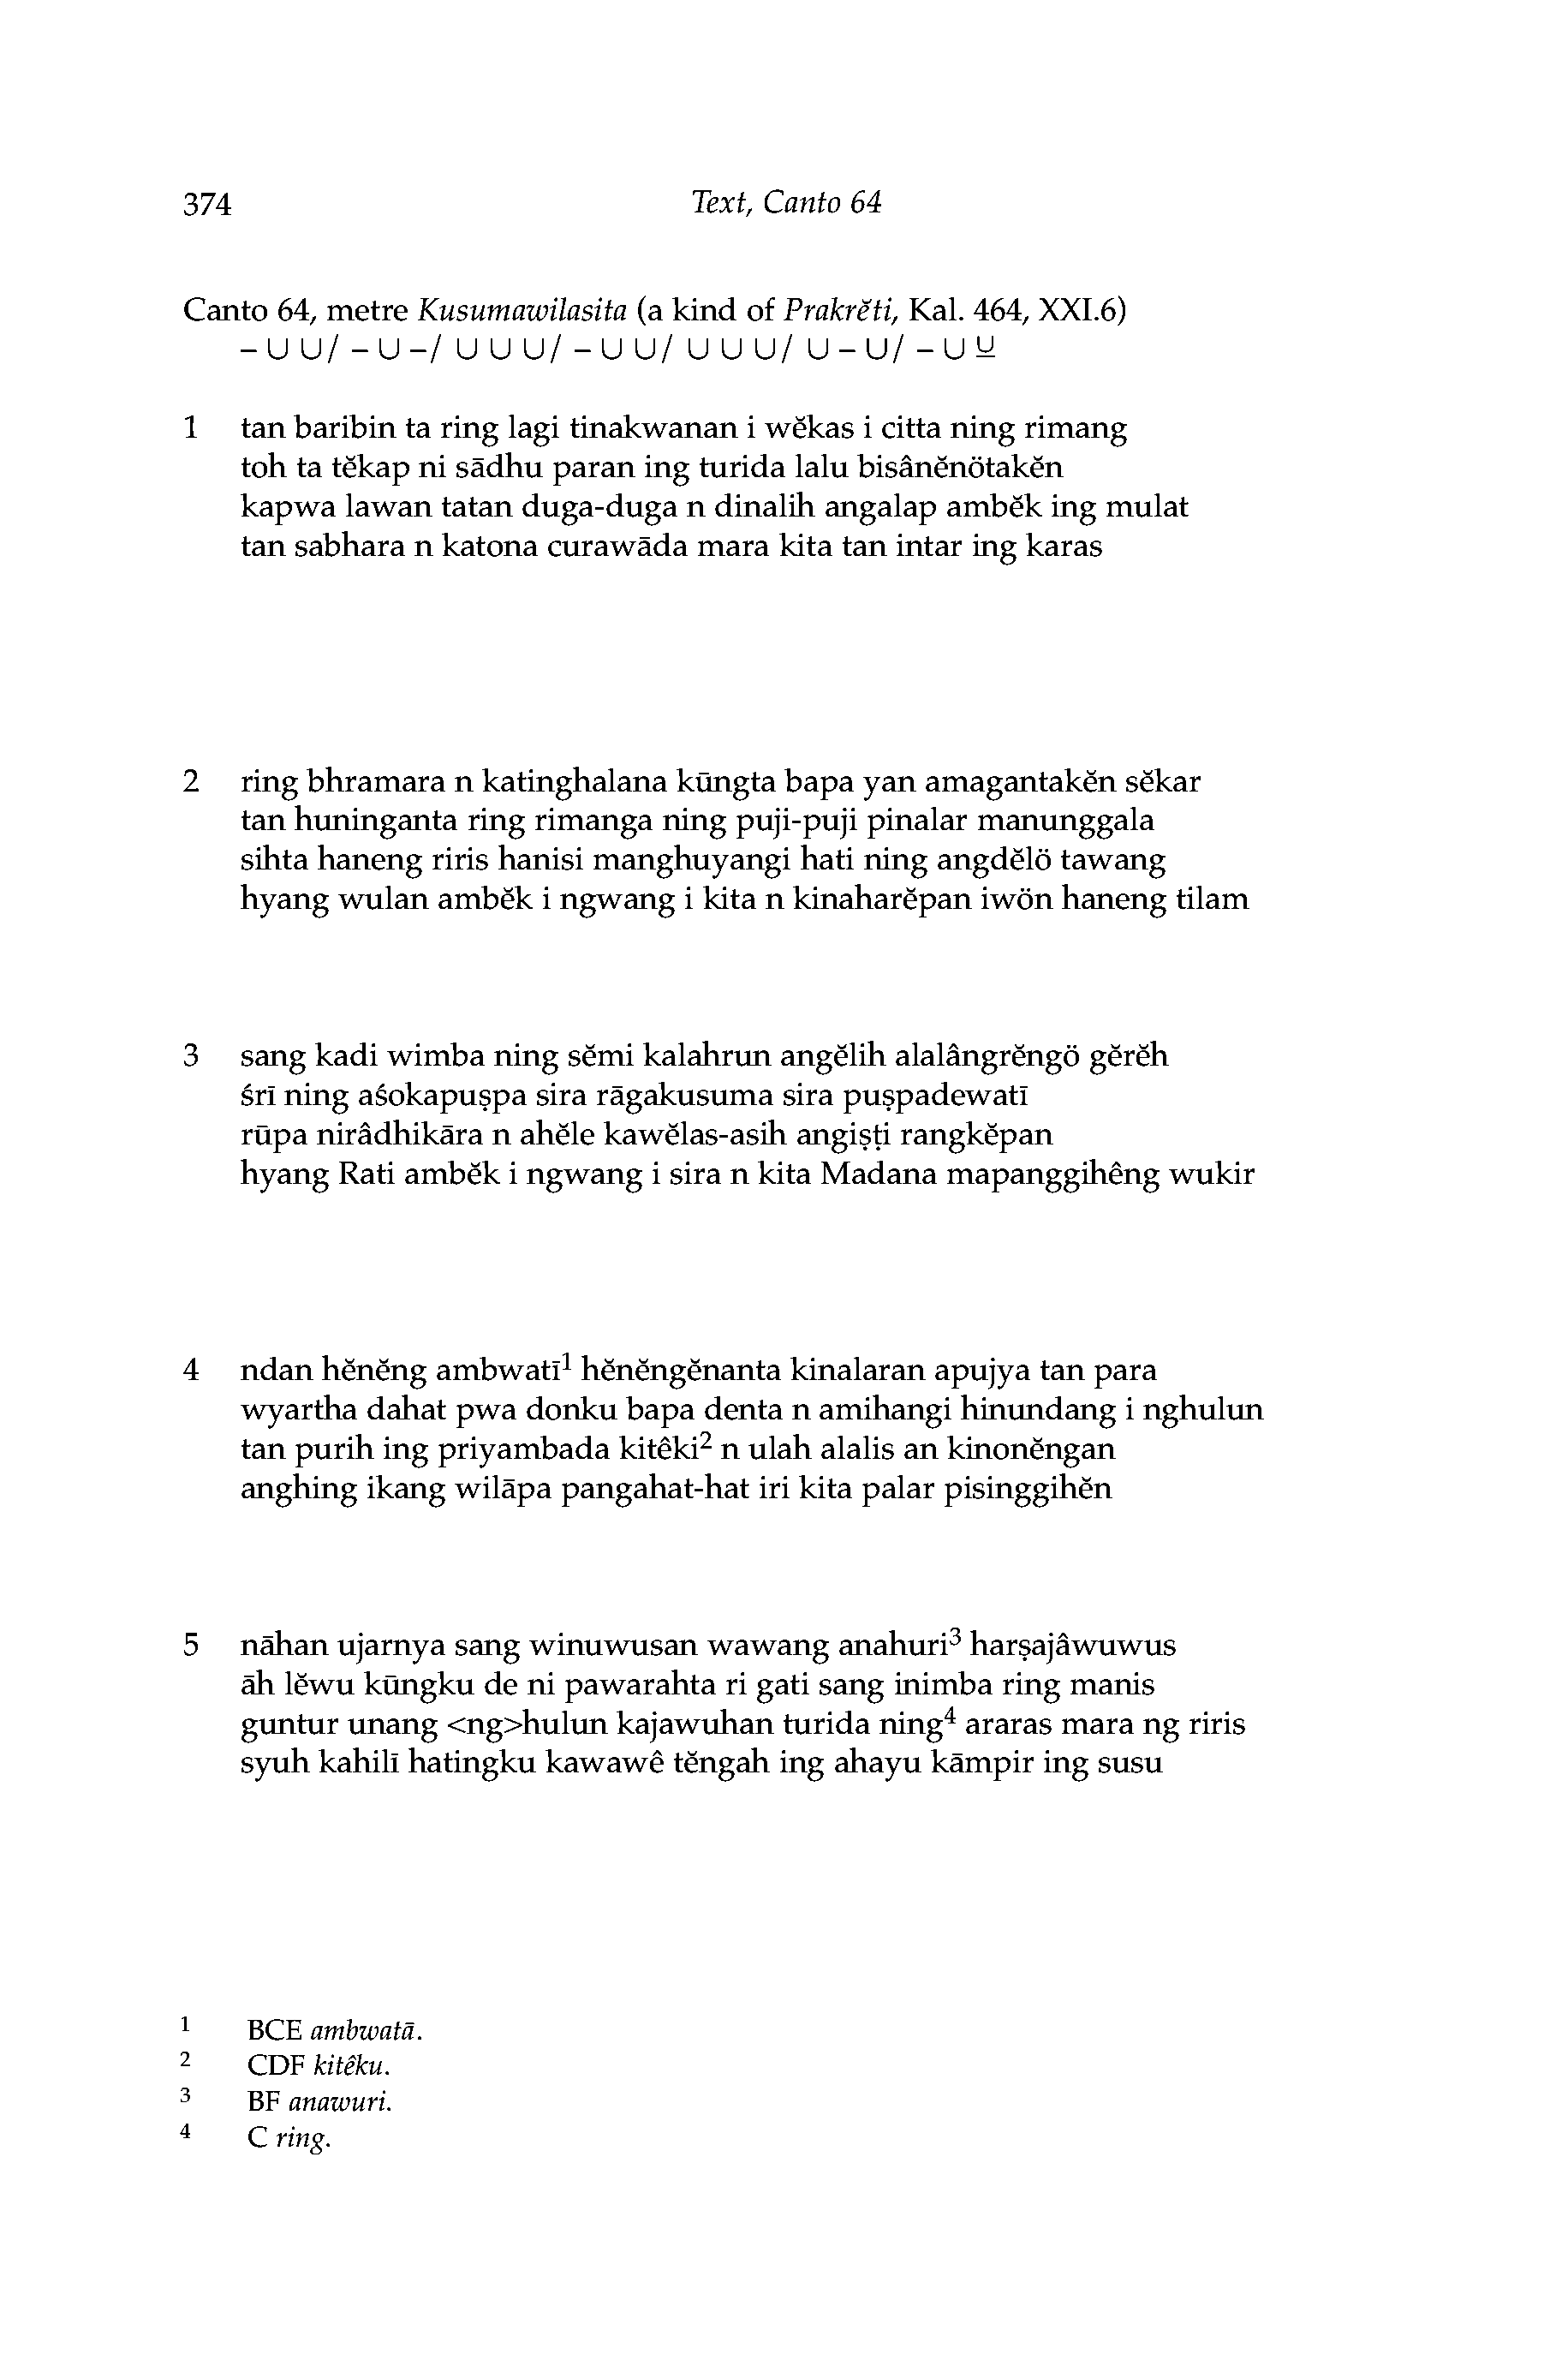 374 Text, Canto 64
Canto 64, metre Kusumawilasita (a kind of Prakrĕti, Kal. 464, XXI.6)
– ∪ ∪/ – ∪ –/ ∪ ∪ ∪/ – ∪ ∪/ ∪ ∪ ∪/ ∪ – ∪/ – ∪ ⊍
1 tan baribin ta ring lagi tinakwanan i wĕkas i citta ning rimang
toh ta tĕkap ni sādhu paran ing turida lalu bisânĕnötakĕn
kapwa lawan tatan duga-duga n dinalih angalap ambĕk ing mulat
tan sabhara n katona curawāda mara kita tan intar ing karas
2 ring bhramara n katinghalana kūngta bapa yan amagantakĕn sĕkar
tan huninganta ring rimanga ning puji-puji pinalar manunggala
sihta haneng riris hanisi manghuyangi hati ning angdĕlö tawang
hyang wulan ambĕk i ngwang i kita n kinaharĕpan iwön haneng tilam
3 sang kadi wimba ning sĕmi kalahrun angĕlih alalângrĕngö gĕrĕh
śrī ning aśokapuṣpa sira rāgakusuma sira puṣpadewatī
rūpa nirâdhikāra n ahĕle kawĕlas-asih angiṣṭi rangkĕpan
hyang Rati ambĕk i ngwang i sira n kita Madana mapanggihêng wukir
4 ndan hĕnĕng ambwatī¹ hĕnĕngĕnanta kinalaran apujya tan para
wyartha dahat pwa donku bapa denta n amihangi hinundang i nghulun
tan purih ing priyambada kitêki² n ulah alalis an kinonĕngan
anghing ikang wilāpa pangahat-hat iri kita palar pisinggihĕn
5 nāhan ujarnya sang winuwusan wawang anahuri³ harṣajâwuwus
āh lĕwu kūngku de ni pawarahta ri gati sang inimba ring manis
guntur unang <ng>hulun kajawuhan turida ning⁴ araras mara ng riris
syuh kahilī hatingku kawawê tĕngah ing ahayu kāmpir ing susu
1 BCE ambwatā.
2 CDF kitêku.
3 BF anawuri.
4 C ring.